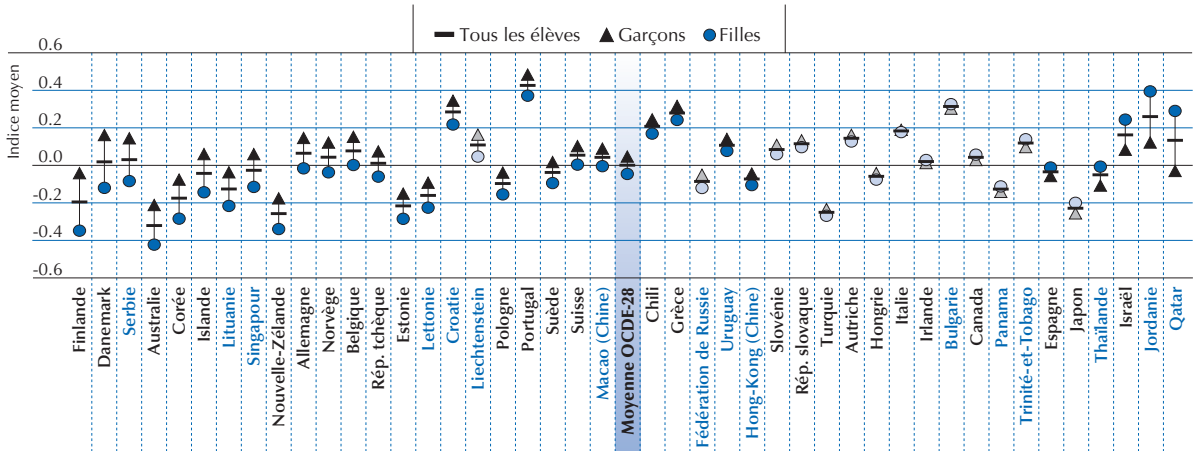 Tous les élèves Garçons Filles
Indice moyen
0.6
0.4
0.2
0.0
-0.2
-0.4
-0.6
Finlande
Danemark
Serbie
Australie
Corée
Islande
Lituanie
Singapour
Nouvelle-Zélande
Allemagne
Norvège
Belgique
Rép. tchèque
Estonie
Lettonie
Croatie
Liechtenstein
Pologne
Portugal
Suède
Suisse
Macao (Chine)
Moyenne OCDE-28
Chili
Grèce
Fédération de Russie
Uruguay
Hong-Kong (Chine)
Slovénie
Rép. slovaque
Turquie
Autriche
Hongrie
Italie
Irlande
Bulgarie
Canada
Panama
Trinité-et-Tobago
Espagne
Japon
Thaïlande
Israël
Jordanie
Qatar